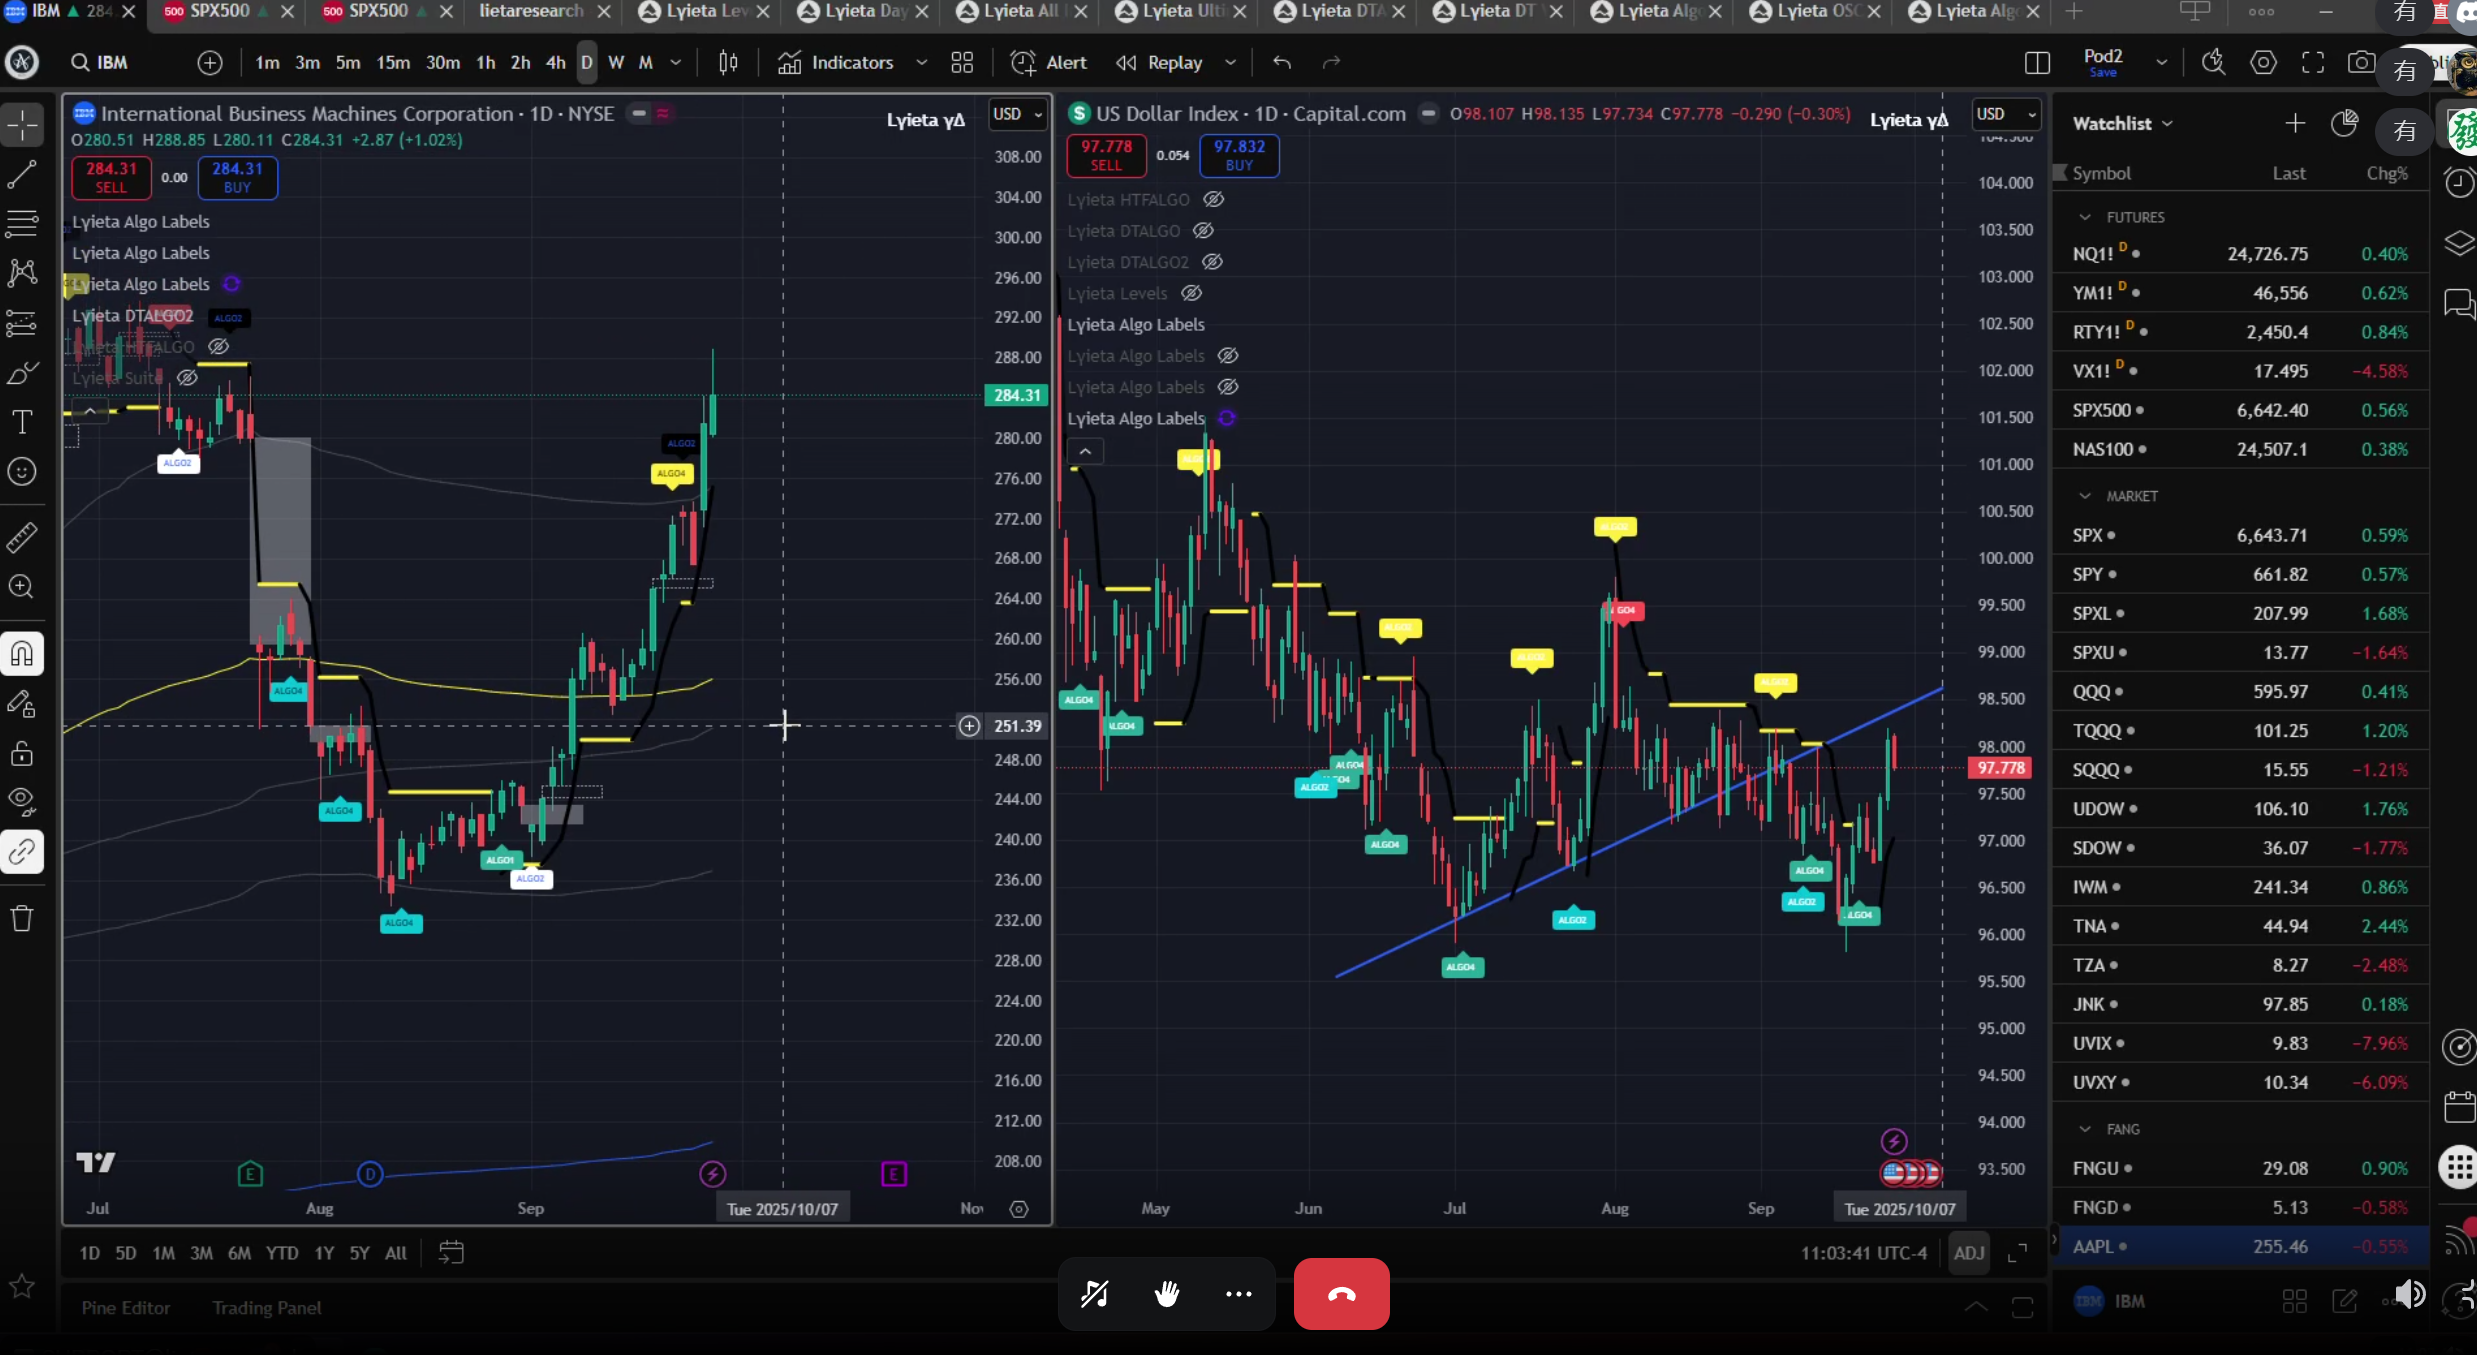 IBM ▲ 284
SPX500
SPX500
lietaresearch
Lyieta Lev
Lyieta Day
Lyieta All I
Lyieta Ulti
Lyieta DTA
Lyieta DT
Lyieta Alg
Lyieta OSC
Lyieta Alg
有
直
IBM
1m 3m 5m 15m 30m 1h 2h 4h D W M
Indicators
Alert
Replay
Pod2
Save
有
有
International Business Machines Corporation · 1D · NYSE
O280.51 H288.85 L280.11 C284.31 +2.87 (+1.02%)
284.31
SELL
0.00
284.31
BUY
Lyieta γΔ
USD
Lyieta Algo Labels
Lyieta Algo Labels
Lyieta Algo Labels
Lyieta DTALGO2
Lyieta HTFALGO
Lyieta Suite
ALGO2
ALGO2
ALGO2
ALGO4
ALGO4
ALGO4
ALGO4
ALGO1
ALGO2
308.00
304.00
300.00
296.00
292.00
288.00
284.31
280.00
276.00
272.00
268.00
264.00
260.00
256.00
251.39
248.00
244.00
240.00
236.00
232.00
228.00
224.00
220.00
216.00
212.00
208.00
E
D
E
Jul
Aug
Sep
Tue 2025/10/07
Nov
US Dollar Index · 1D · Capital.com
O98.107 H98.135 L97.734 C97.778 −0.290 (−0.30%)
97.778
SELL
0.054
97.832
BUY
Lyieta γΔ
USD
Lyieta HTFALGO
Lyieta DTALGO
Lyieta DTALGO2
Lyieta Levels
Lyieta Algo Labels
Lyieta Algo Labels
Lyieta Algo Labels
Lyieta Algo Labels
ALGO4
ALGO4
ALGO4
ALGO2
ALGO4
ALGO4
ALGO2
ALGO4
ALGO2
ALGO4
104.500
104.000
103.500
103.000
102.500
102.000
101.500
101.000
100.500
100.000
99.500
99.000
98.500
98.000
97.778
97.500
97.000
96.500
96.000
95.500
95.000
94.500
94.000
93.500
May
Jun
Jul
Aug
Sep
Tue 2025/10/07
1D 5D 1M 3M 6M YTD 1Y 5Y All
11:03:41 UTC-4
ADJ
Pine Editor
Trading Panel
Watchlist
Symbol Last Chg%
FUTURES
NQ1! D 24,726.75 0.40%
YM1! D 46,556 0.62%
RTY1! D 2,450.4 0.84%
VX1! D 17.495 −4.58%
SPX500 6,642.40 0.56%
NAS100 24,507.1 0.38%
MARKET
SPX 6,643.71 0.59%
SPY 661.82 0.57%
SPXL 207.99 1.68%
SPXU 13.77 −1.64%
QQQ 595.97 0.41%
TQQQ 101.25 1.20%
SQQQ 15.55 −1.21%
UDOW 106.10 1.76%
SDOW 36.07 −1.77%
IWM 241.34 0.86%
TNA 44.94 2.44%
TZA 8.27 −2.48%
JNK 97.85 0.18%
UVIX 9.83 −7.96%
UVXY 10.34 −6.09%
FANG
FNGU 29.08 0.90%
FNGD 5.13 −0.58%
AAPL 255.46 −0.55%
IBM